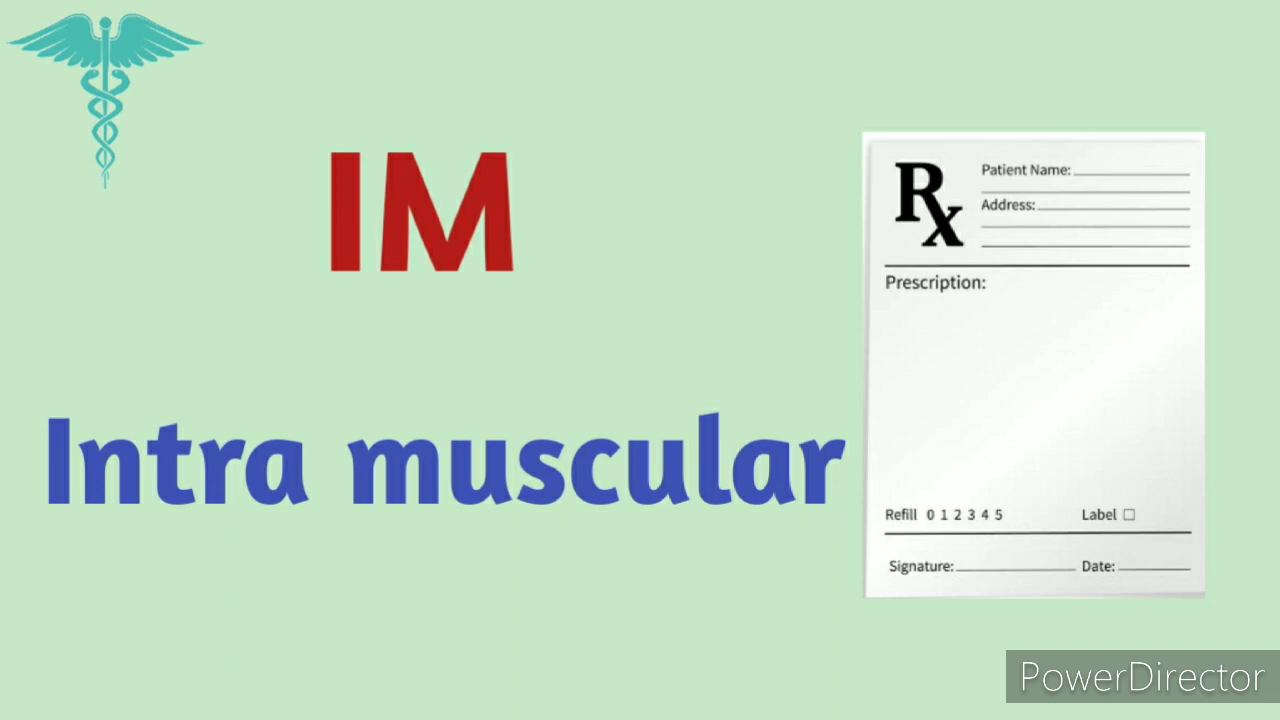 IM
Intra muscular
Rx
Patient Name:
Address:
Prescription:
Refill 0 1 2 3 4 5 Label
Signature: Date:
PowerDirector